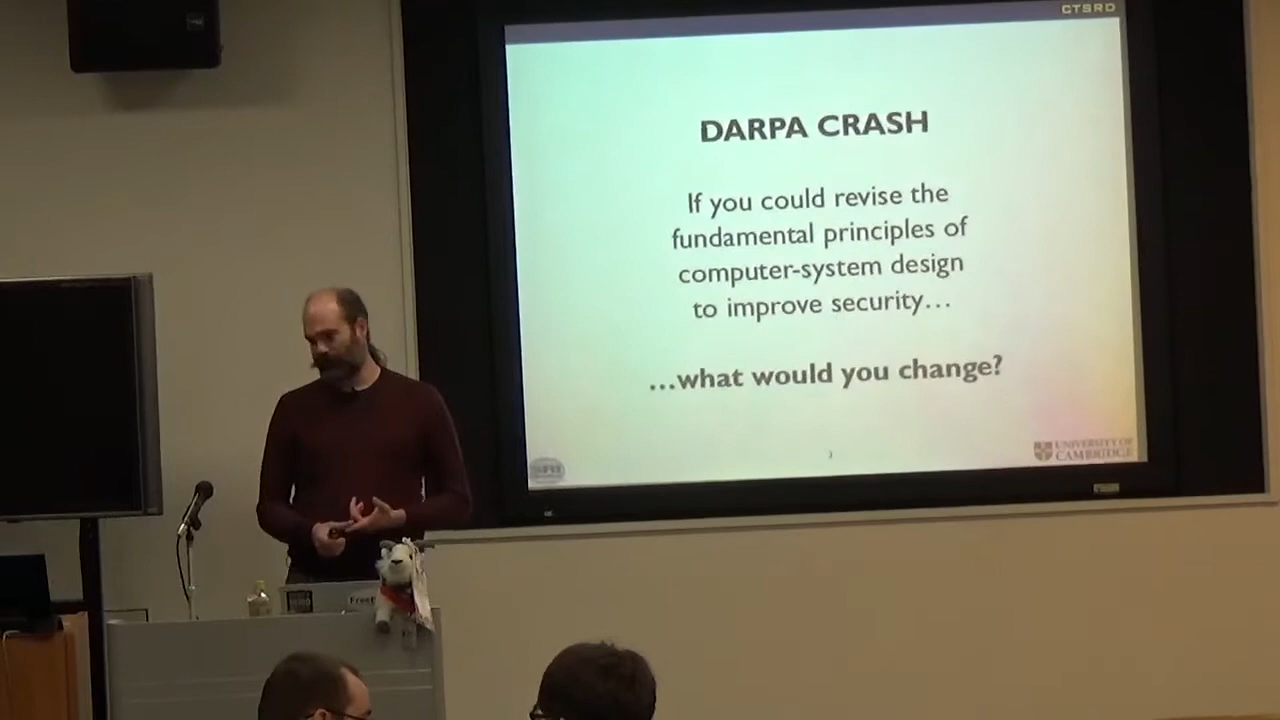 CTSRD
DARPA CRASH
If you could revise the
fundamental principles of
computer-system design
to improve security…
…what would you change?
3
UNIVERSITY OF
CAMBRIDGE